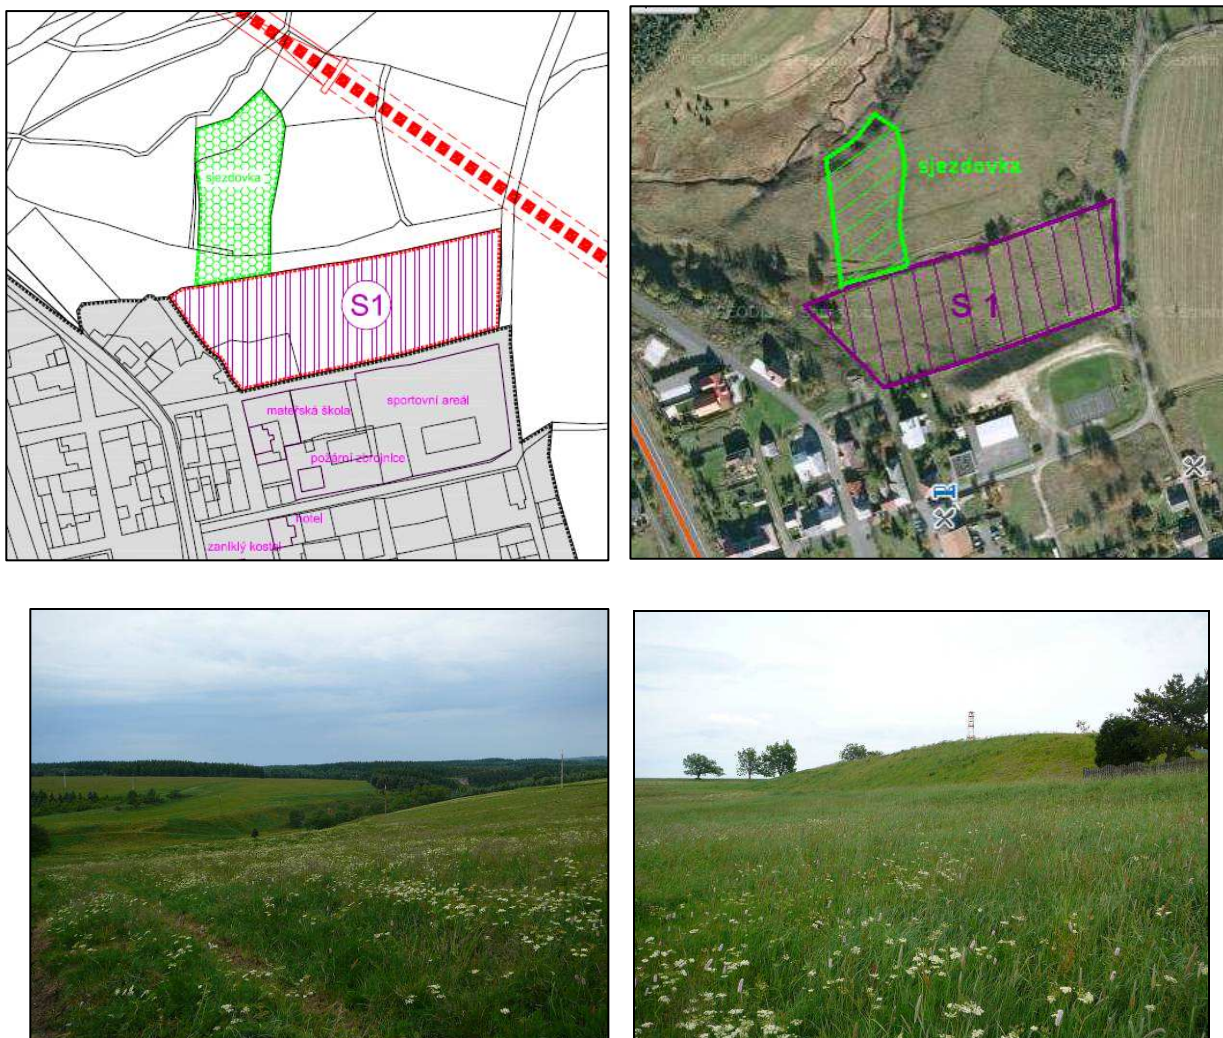 sjezdovka
S1
mateřská škola
sportovní areál
požární zbrojnice
hotel
zaniklý kostel
sjezdovka
S 1